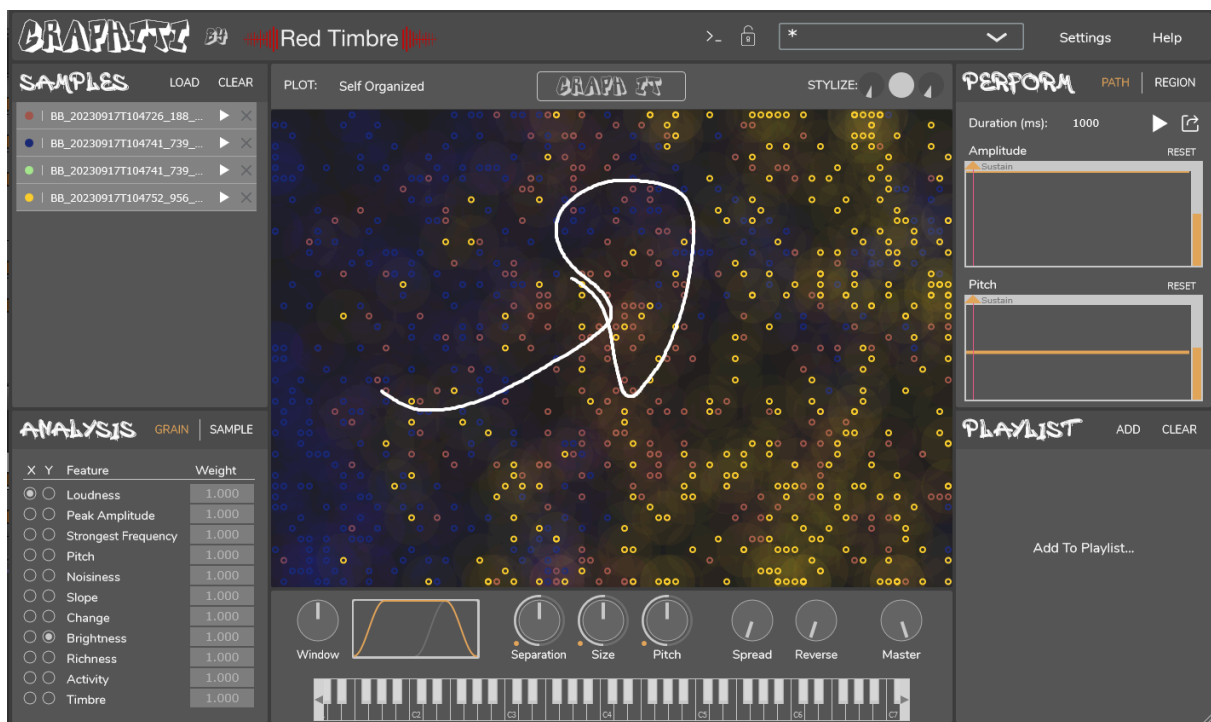 GRAPHITI B4 Red Timbre >_ * Settings Help
SAMPLES LOAD CLEAR
BB_20230917T104726_188_...
BB_20230917T104741_739_...
BB_20230917T104741_739_...
BB_20230917T104752_956_...
ANALYSIS GRAIN | SAMPLE
X Y Feature Weight
Loudness 1.000
Peak Amplitude 1.000
Strongest Frequency 1.000
Pitch 1.000
Noisiness 1.000
Slope 1.000
Change 1.000
Brightness 1.000
Richness 1.000
Activity 1.000
Timbre 1.000
PLOT: Self Organized GRAPH IT STYLIZE:
Window Separation Size Pitch Spread Reverse Master
C2 C3 C4 C5 C6 C7
PERFORM PATH | REGION
Duration (ms): 1000
Amplitude RESET
Sustain
Pitch RESET
Sustain
PLAYLIST ADD CLEAR
Add To Playlist...